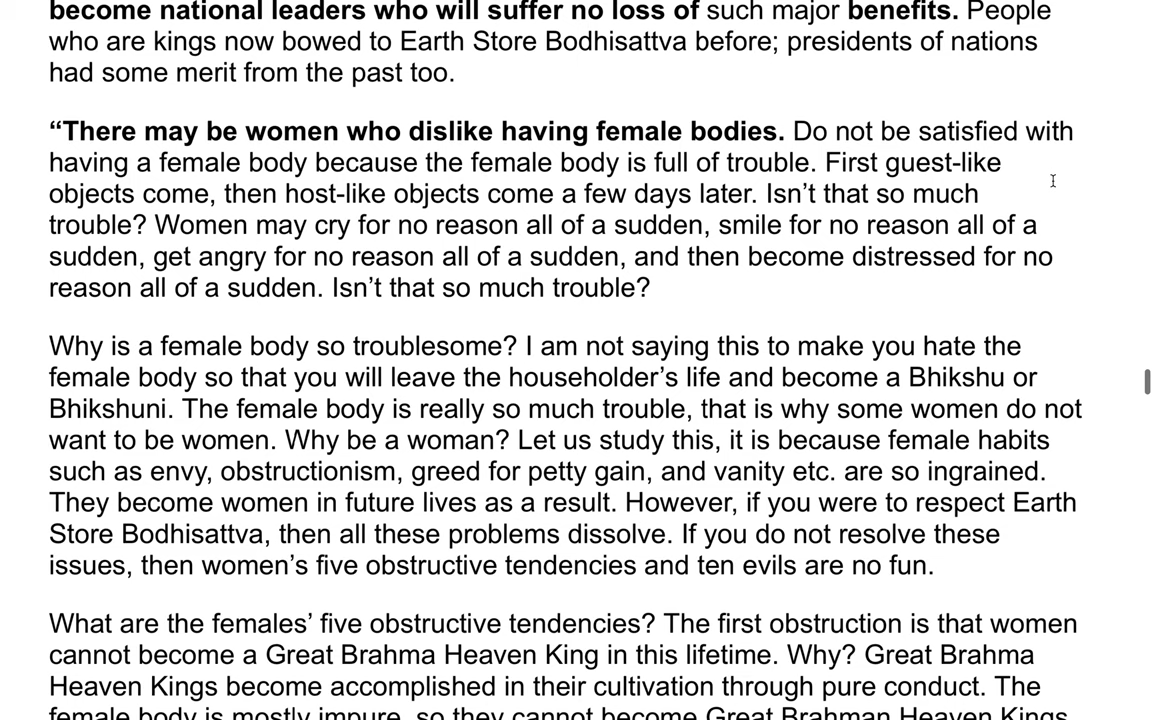 become national leaders who will suffer no loss of such major benefits. People
who are kings now bowed to Earth Store Bodhisattva before; presidents of nations
had some merit from the past too.
“There may be women who dislike having female bodies. Do not be satisfied with
having a female body because the female body is full of trouble. First guest-like
objects come, then host-like objects come a few days later. Isn’t that so much
trouble? Women may cry for no reason all of a sudden, smile for no reason all of a
sudden, get angry for no reason all of a sudden, and then become distressed for no
reason all of a sudden. Isn’t that so much trouble?
Why is a female body so troublesome? I am not saying this to make you hate the
female body so that you will leave the householder’s life and become a Bhikshu or
Bhikshuni. The female body is really so much trouble, that is why some women do not
want to be women. Why be a woman? Let us study this, it is because female habits
such as envy, obstructionism, greed for petty gain, and vanity etc. are so ingrained.
They become women in future lives as a result. However, if you were to respect Earth
Store Bodhisattva, then all these problems dissolve. If you do not resolve these
issues, then women’s five obstructive tendencies and ten evils are no fun.
What are the females’ five obstructive tendencies? The first obstruction is that women
cannot become a Great Brahma Heaven King in this lifetime. Why? Great Brahma
Heaven Kings become accomplished in their cultivation through pure conduct. The
female body is mostly impure, so they cannot become Great Brahman Heaven Kings